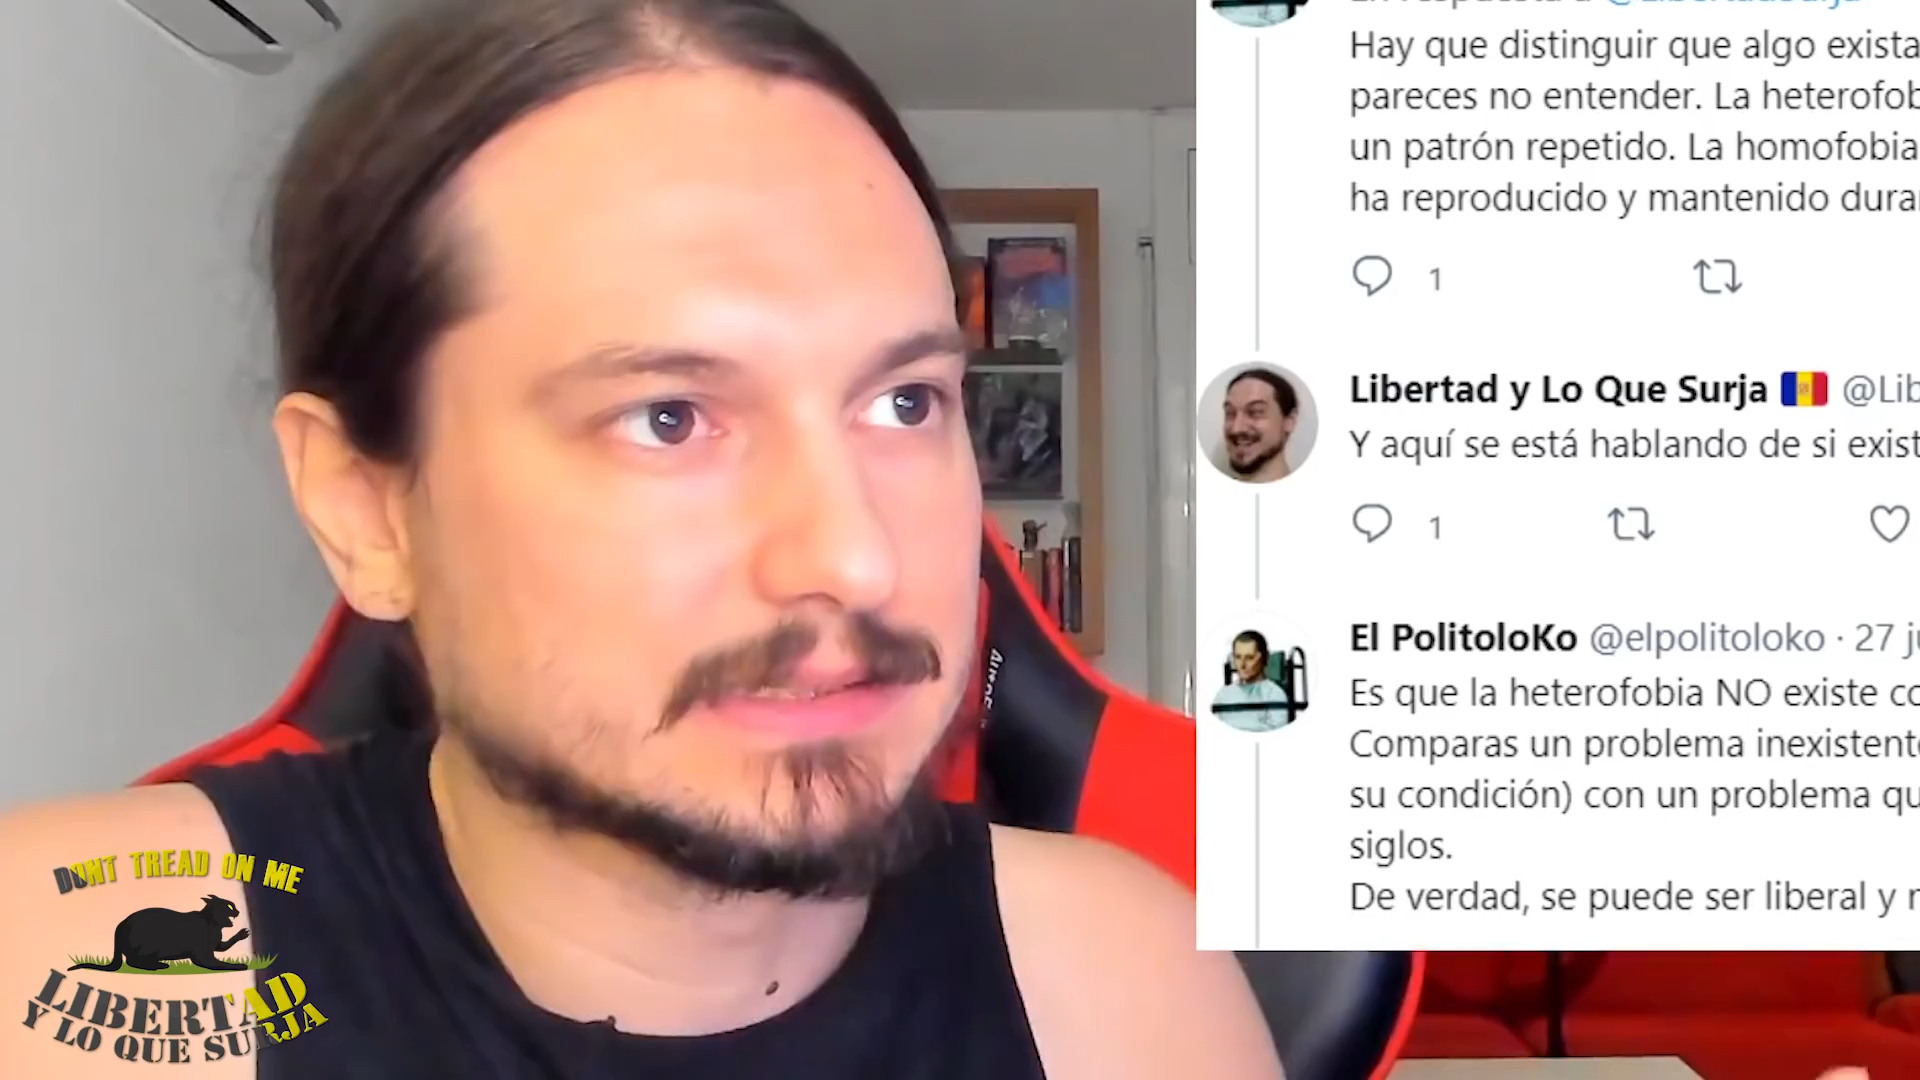 Hay que distinguir que algo exista
pareces no entender. La heterofob
un patrón repetido. La homofobia
ha reproducido y mantenido dura
1
Libertad y Lo Que Surja @Lib
Y aquí se está hablando de si exist
1
El PolitoloKo @elpolitoloko · 27 j
Es que la heterofobia NO existe co
Comparas un problema inexistent
su condición) con un problema qu
siglos.
De verdad, se puede ser liberal y
DONT TREAD ON ME
LIBERTAD
Y LO QUE SURJA